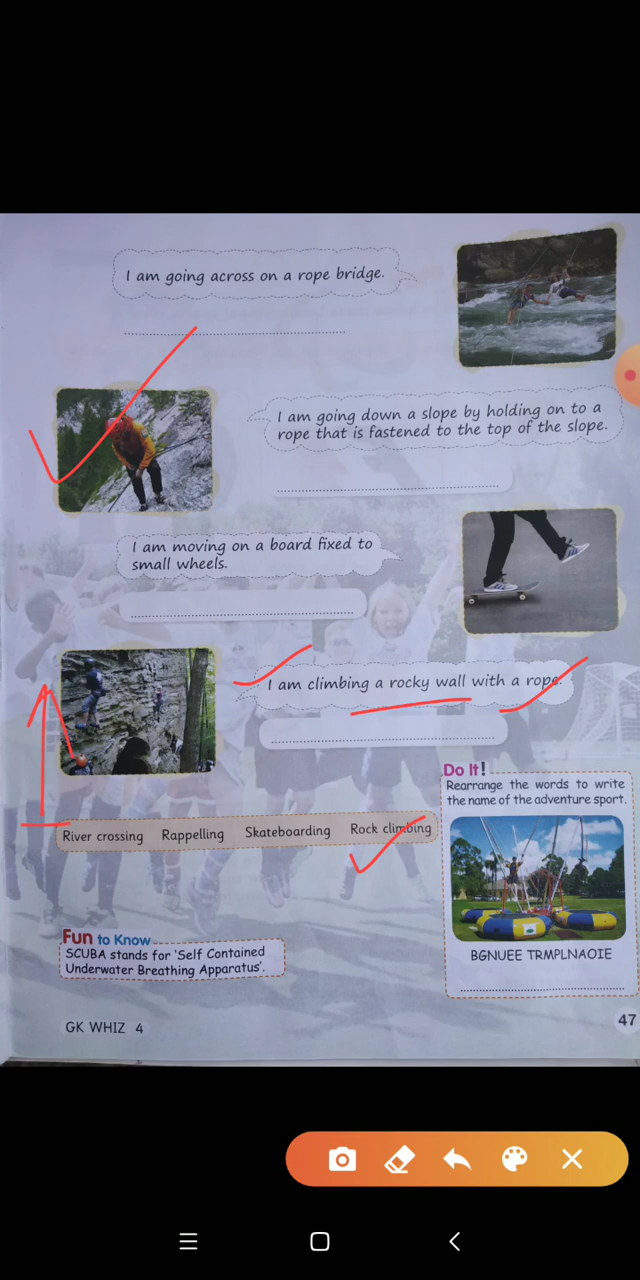 I am going across on a rope bridge.
I am going down a slope by holding on to a
rope that is fastened to the top of the slope.
I am moving on a board fixed to
small wheels.
I am climbing a rocky wall with a rope.
River crossing Rappelling Skateboarding Rock climbing
Do It!
Rearrange the words to write
the name of the adventure sport.
BGNUEE TRMPLNAOIE
Fun to Know
SCUBA stands for 'Self Contained
Underwater Breathing Apparatus'.
GK WHIZ 4
47